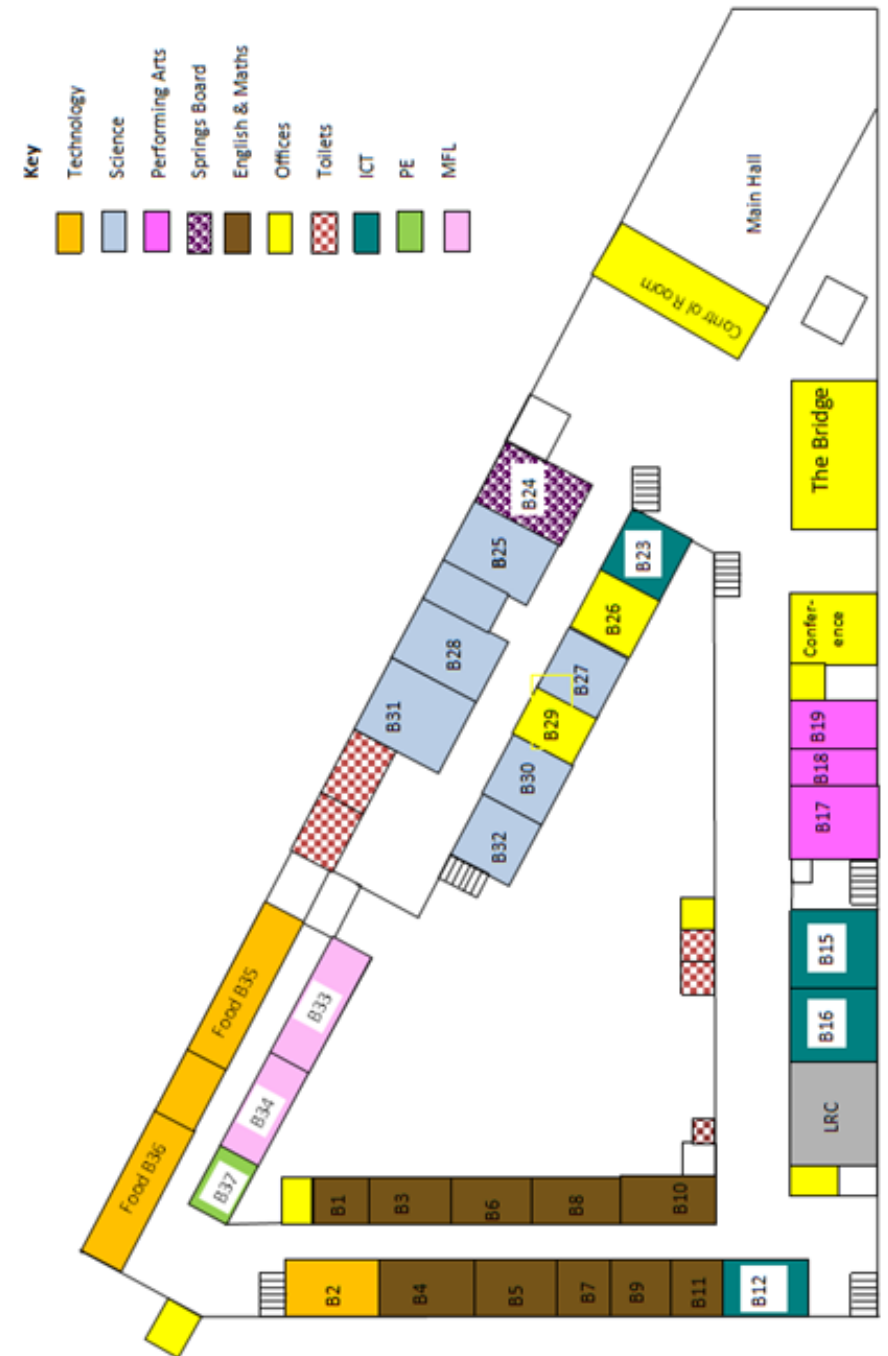 Key
Technology
Science
Performing Arts
Springs Board
English & Maths
Offices
Toilets
ICT
PE
MFL
Main Hall
Control Room
The Bridge
Confer-
ence
B24
B25
B28
B31
B23
B26
B27
B29
B30
B32
B19
B18
B17
B15
B16
LRC
Food B35
Food B36
B33
B34
B37
B1
B3
B6
B8
B10
B2
B4
B5
B7
B9
B11
B12